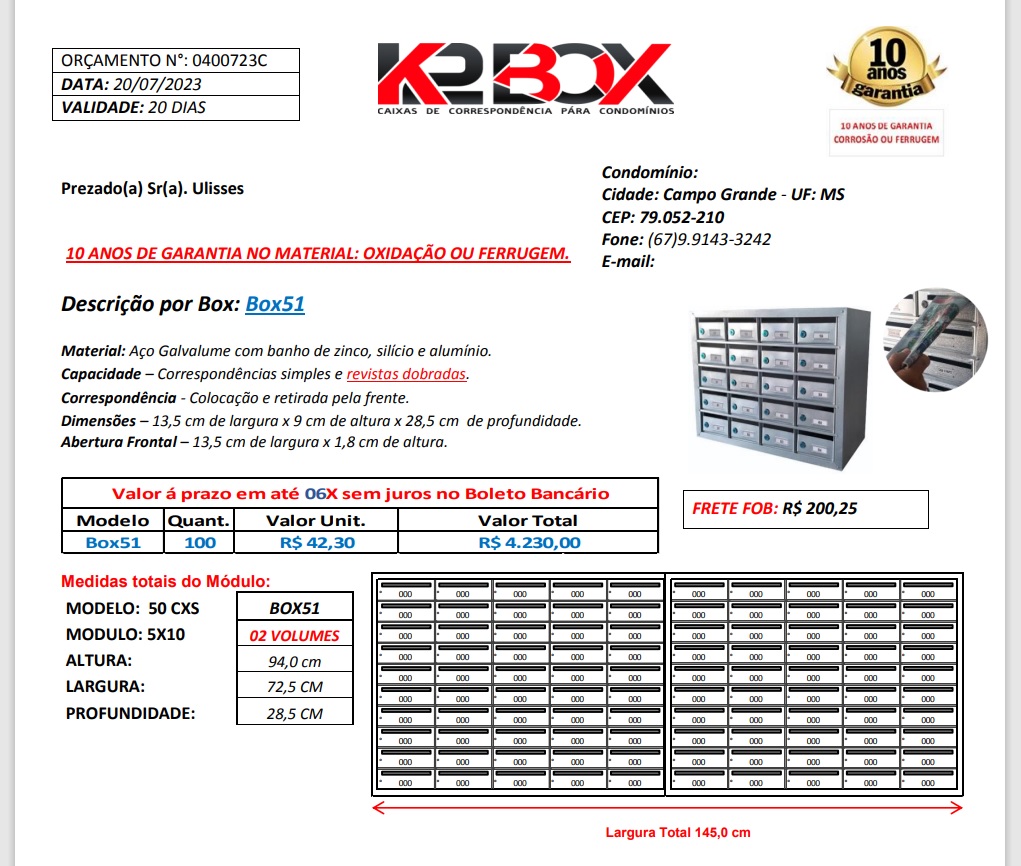 ORÇAMENTO N°: 0400723C
DATA: 20/07/2023
VALIDADE: 20 DIAS
K2 BOX
CAIXAS DE CORRESPONDÊNCIA PÁRA CONDOMÍNIOS
10
anos
garantia
10 ANOS DE GARANTIA
CORROSÃO OU FERRUGEM
Prezado(a) Sr(a). Ulisses
Condomínio:
Cidade: Campo Grande - UF: MS
CEP: 79.052-210
Fone: (67)9.9143-3242
E-mail:
10 ANOS DE GARANTIA NO MATERIAL: OXIDAÇÃO OU FERRUGEM.
Descrição por Box: Box51
Material: Aço Galvalume com banho de zinco, silício e alumínio.
Capacidade – Correspondências simples e revistas dobradas.
Correspondência - Colocação e retirada pela frente.
Dimensões – 13,5 cm de largura x 9 cm de altura x 28,5 cm de profundidade.
Abertura Frontal – 13,5 cm de largura x 1,8 cm de altura.
Valor á prazo em até 06X sem juros no Boleto Bancário
Modelo Quant. Valor Unit. Valor Total
Box51 100 R$ 42,30 R$ 4.230,00
FRETE FOB: R$ 200,25
Medidas totais do Módulo:
MODELO: 50 CXS BOX51
MODULO: 5X10 02 VOLUMES
ALTURA: 94,0 cm
LARGURA: 72,5 CM
PROFUNDIDADE: 28,5 CM
000 000 000 000 000 000 000 000 000 000
000 000 000 000 000 000 000 000 000 000
000 000 000 000 000 000 000 000 000 000
000 000 000 000 000 000 000 000 000 000
000 000 000 000 000 000 000 000 000 000
000 000 000 000 000 000 000 000 000 000
000 000 000 000 000 000 000 000 000 000
000 000 000 000 000 000 000 000 000 000
000 000 000 000 000 000 000 000 000 000
000 000 000 000 000 000 000 000 000 000
Largura Total 145,0 cm